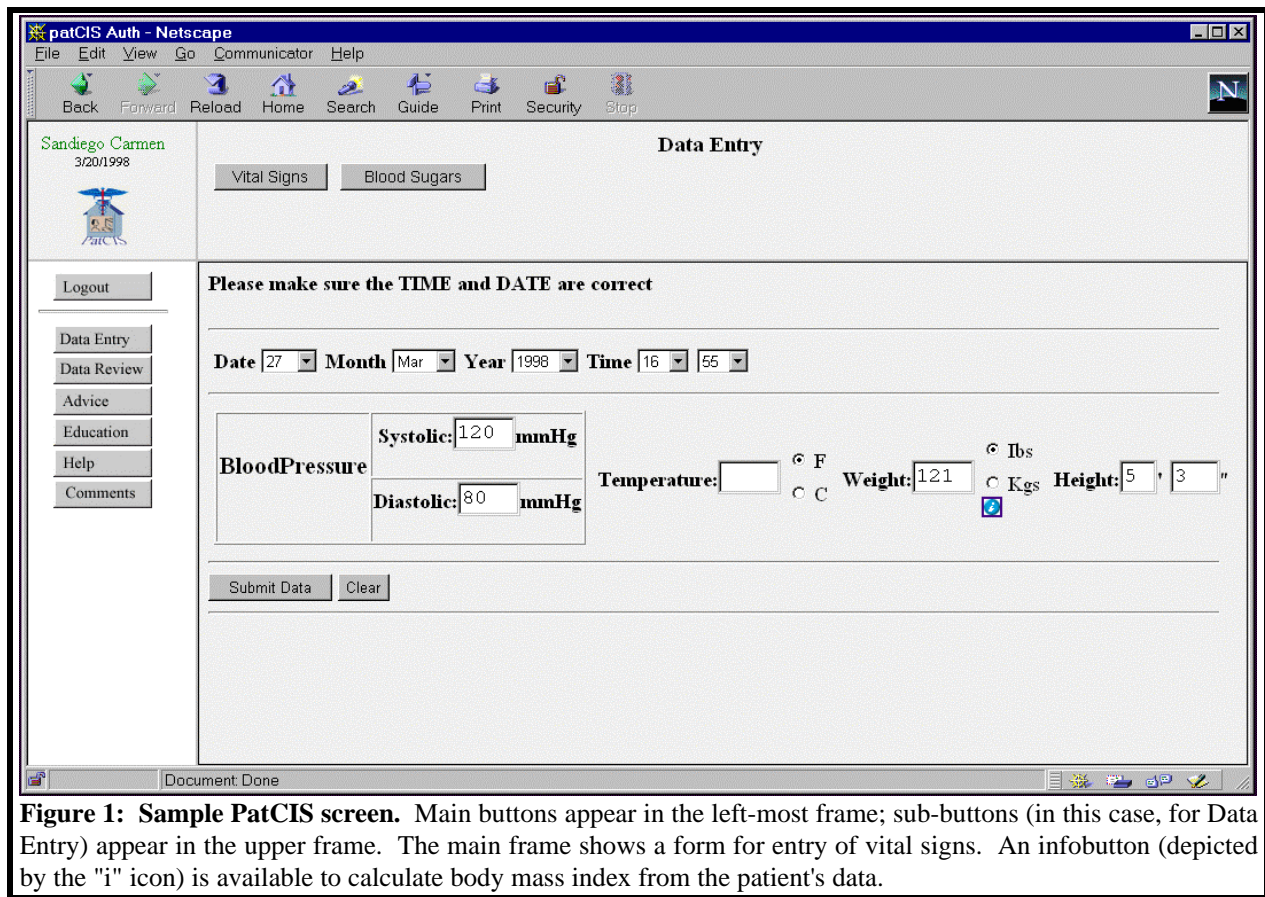 patCIS Auth - Netscape
File Edit View Go Communicator Help
Back Forward Reload Home Search Guide Print Security Stop
N
Sandiego Carmen
3/20/1998
PatCIS
Data Entry
Vital Signs Blood Sugars
Logout
Data Entry
Data Review
Advice
Education
Help
Comments
Please make sure the TIME and DATE are correct
Date 27 Month Mar Year 1998 Time 16 55
BloodPressure
Systolic: 120 mmHg
Diastolic: 80 mmHg
Temperature: F C
Weight: 121 lbs Kgs
i
Height: 5 ' 3 "
Submit Data Clear
Document: Done
Figure 1: Sample PatCIS screen. Main buttons appear in the left-most frame; sub-buttons (in this case, for Data
Entry) appear in the upper frame. The main frame shows a form for entry of vital signs. An infobutton (depicted
by the "i" icon) is available to calculate body mass index from the patient's data.